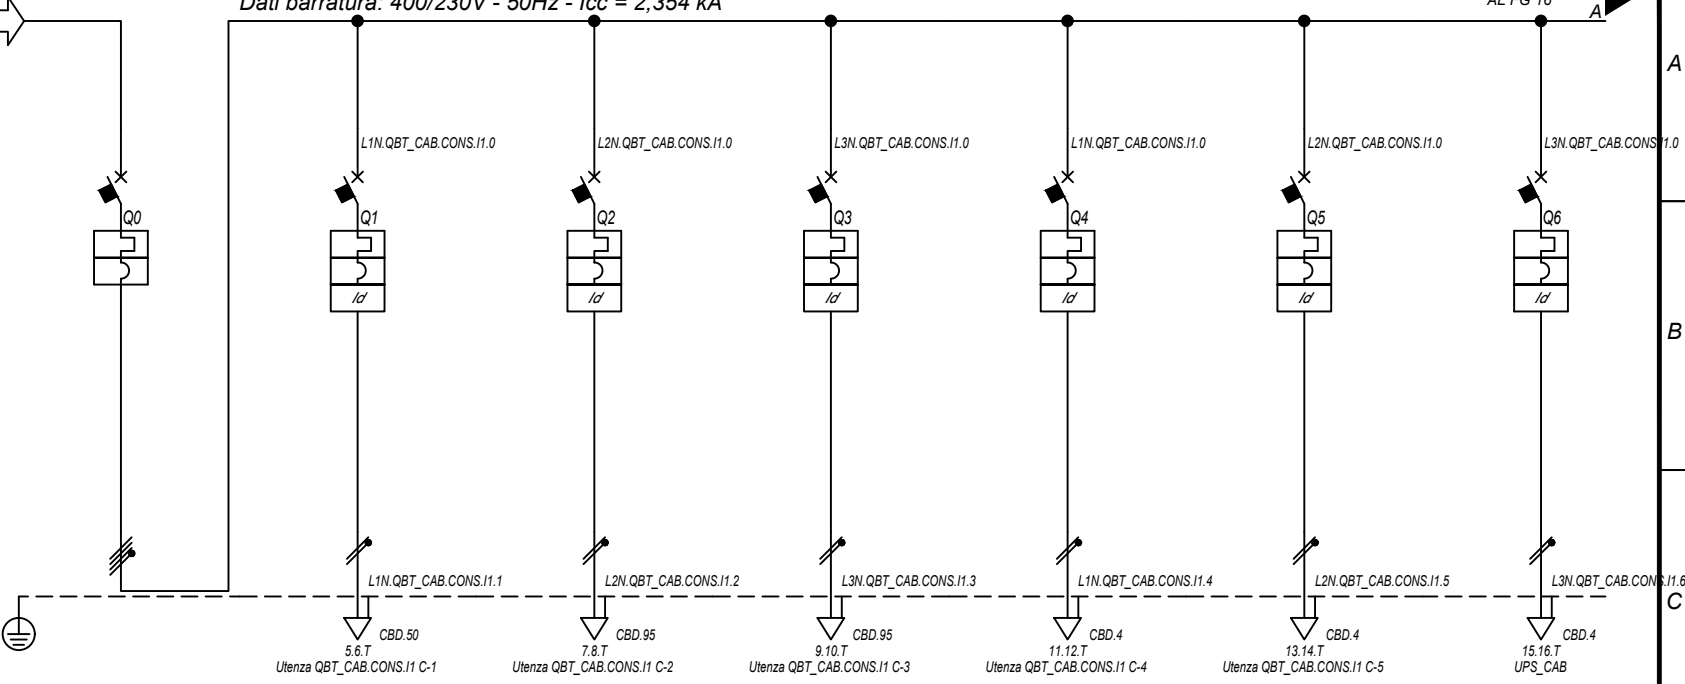 Dati barratura: 400/230V - 50Hz - Icc = 2,354 kA
A
A
L1N.QBT_CAB.CONS.I1.0
L2N.QBT_CAB.CONS.I1.0
L3N.QBT_CAB.CONS.I1.0
L1N.QBT_CAB.CONS.I1.0
L2N.QBT_CAB.CONS.I1.0
L3N.QBT_CAB.CONS.I1.0
Q0
Q1
Q2
Q3
Q4
Q5
Q6
Id
Id
Id
Id
Id
Id
B
L1N.QBT_CAB.CONS.I1.1
L2N.QBT_CAB.CONS.I1.2
L3N.QBT_CAB.CONS.I1.3
L1N.QBT_CAB.CONS.I1.4
L2N.QBT_CAB.CONS.I1.5
L3N.QBT_CAB.CONS.I1.6
C
CBD.50
5.6.T
Utenza QBT_CAB.CONS.I1 C-1
CBD.95
7.8.T
Utenza QBT_CAB.CONS.I1 C-2
CBD.95
9.10.T
Utenza QBT_CAB.CONS.I1 C-3
CBD.4
11.12.T
Utenza QBT_CAB.CONS.I1 C-4
CBD.4
13.14.T
Utenza QBT_CAB.CONS.I1 C-5
CBD.4
15.16.T
UPS_CAB